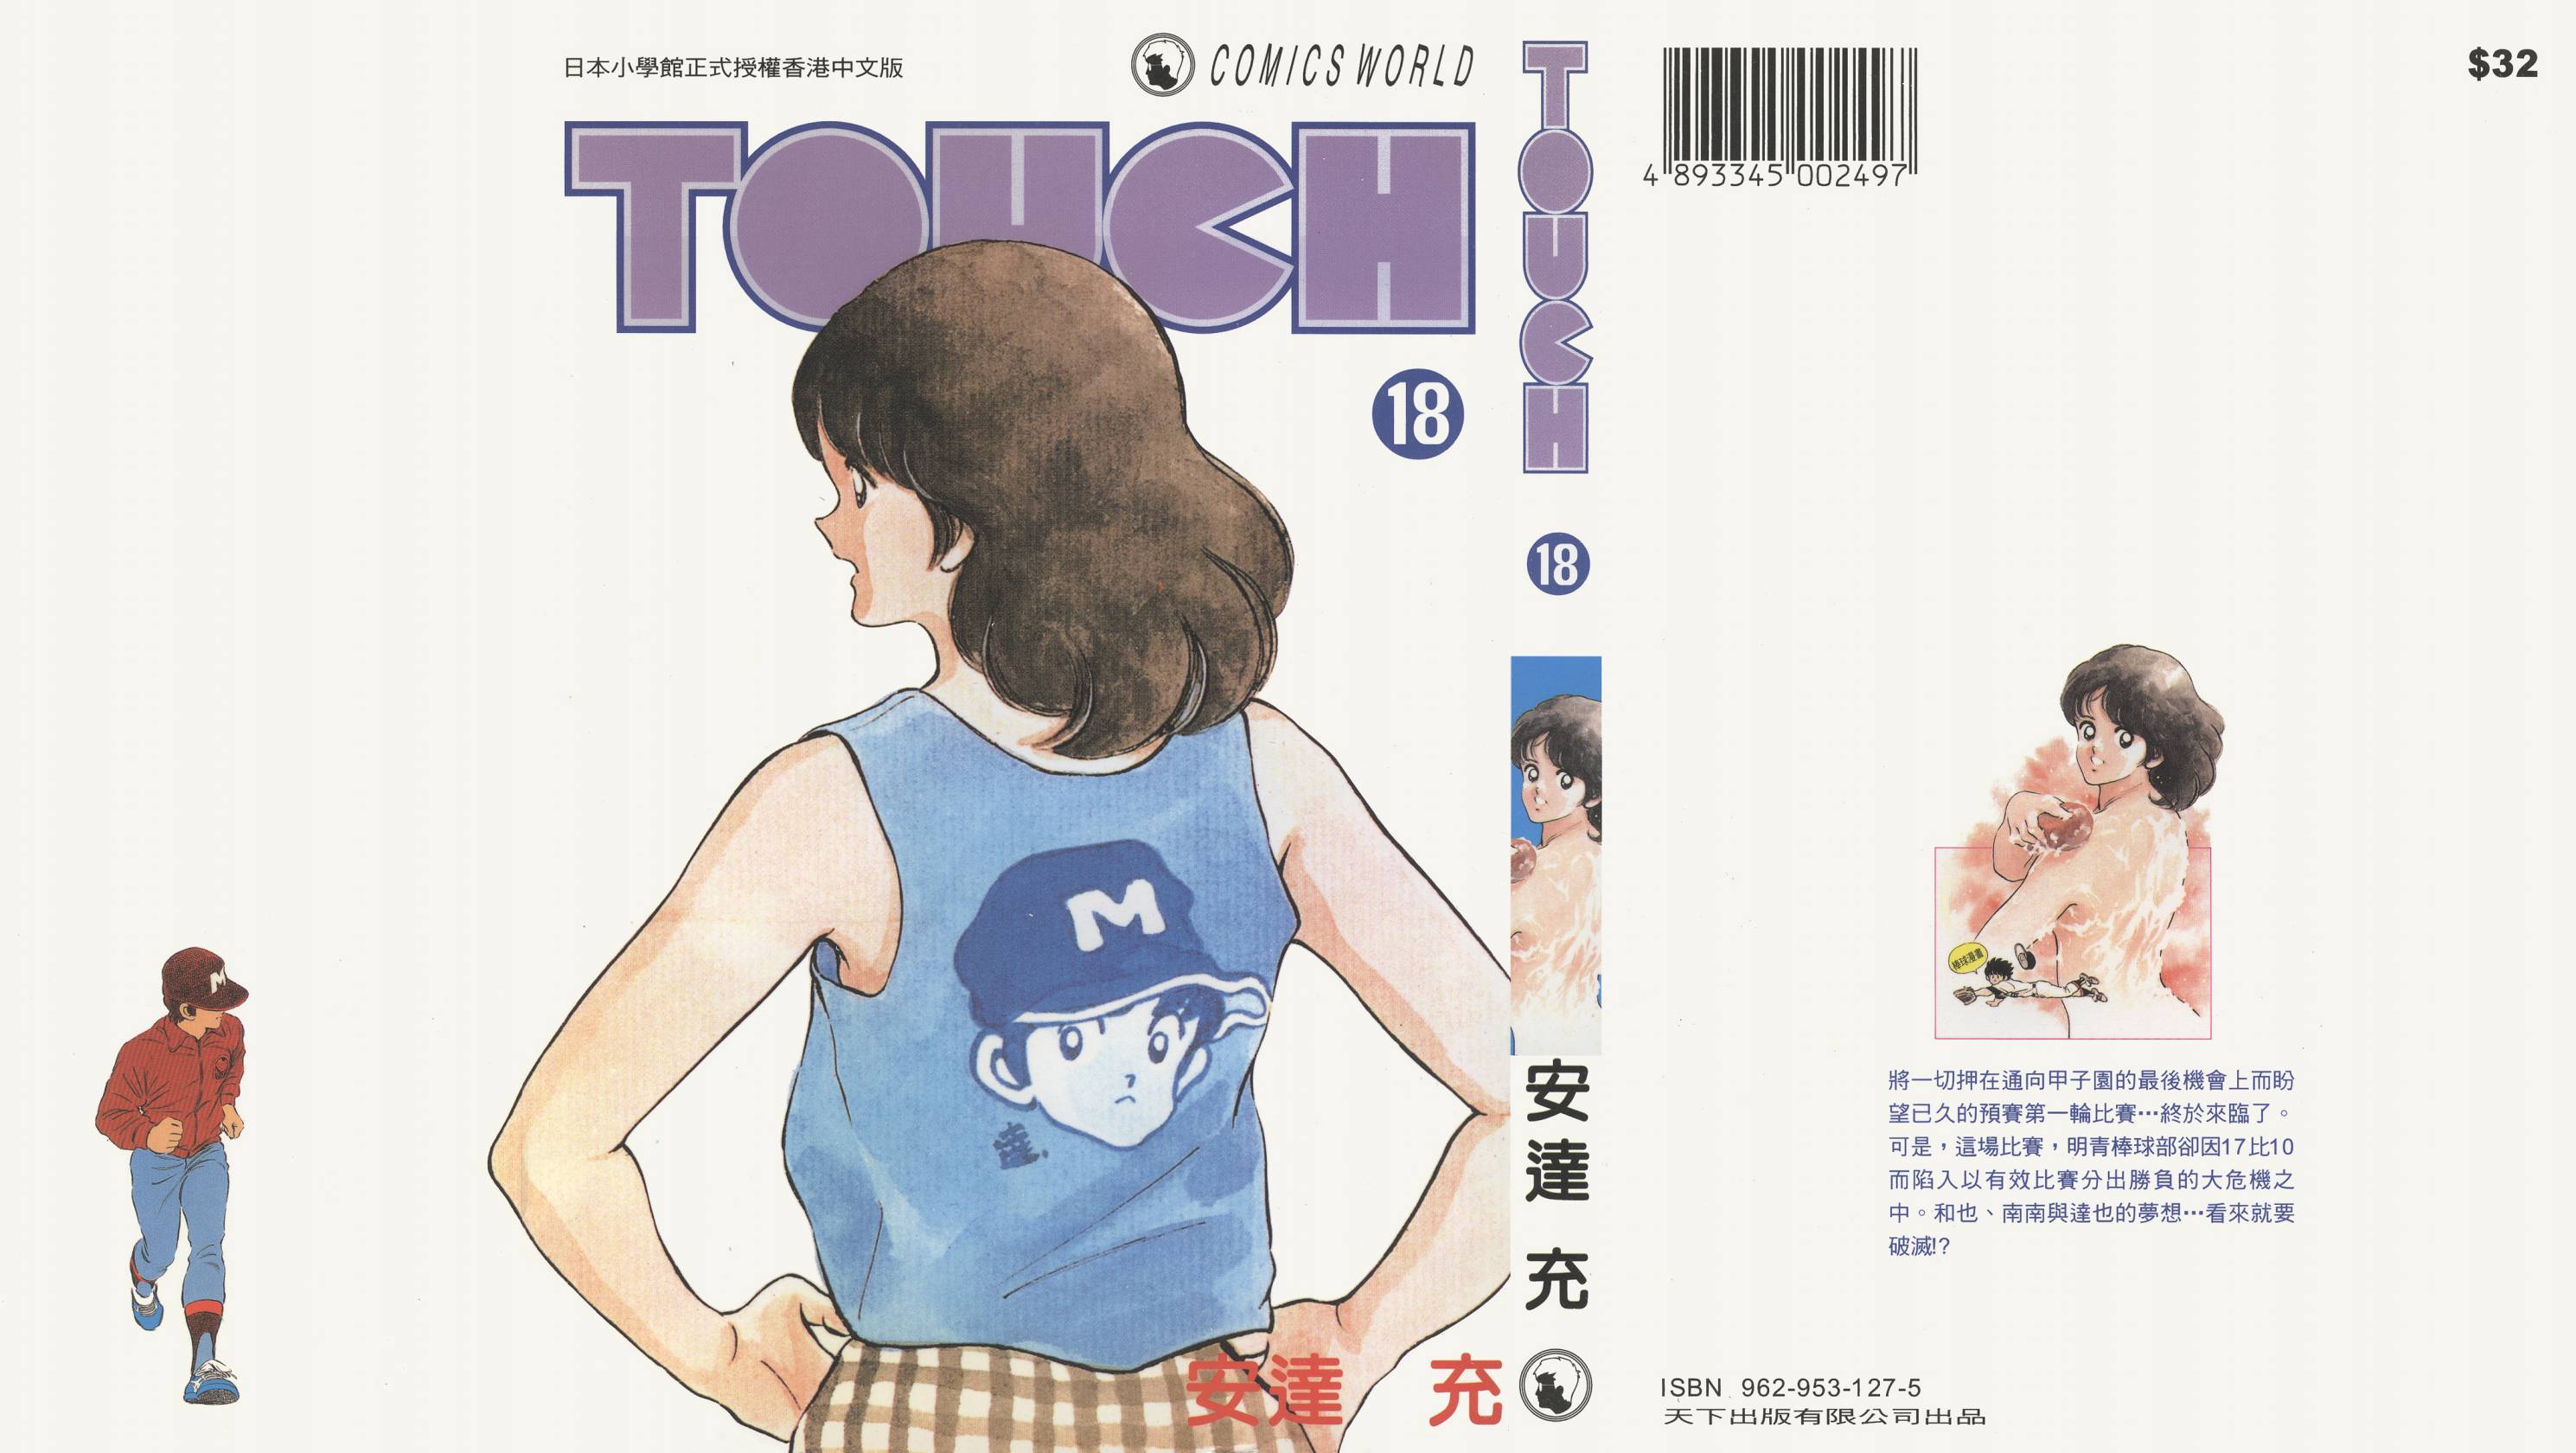 日本小學館正式授權香港中文版
COMICS WORLD
TOUCH
18
M
達.
安達 充
M
TOUCH
18
安達 充
4 893345 002497
$32
棒球漫畫
將一切押在通向甲子園的最後機會上而盼
望已久的預賽第一輪比賽…終於來臨了。
可是，這場比賽，明青棒球部卻因17比10
而陷入以有效比賽分出勝負的大危機之
中。和也、南南與達也的夢想…看來就要
破滅!?
ISBN 962-953-127-5
天下出版有限公司出品